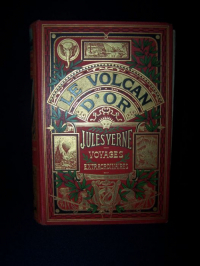 LE VOLCAN
D'OR
JULES VERNE
VOYAGES
EXTRAORDINAIRES